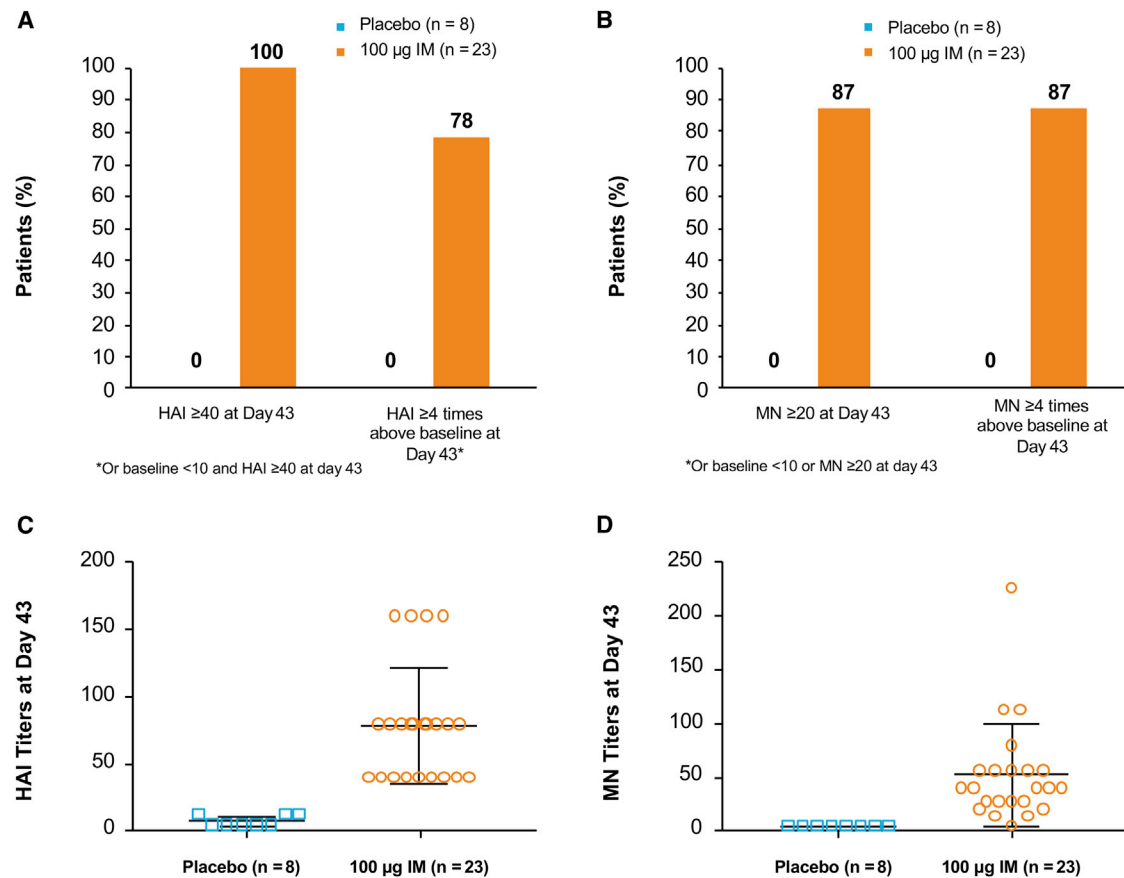 A
Placebo (n = 8)
100 µg IM (n = 23)
Patients (%)
100
90
80
70
60
50
40
30
20
10
0
0
100
0
78
HAI ≥40 at Day 43
HAI ≥4 times
above baseline at
Day 43*
*Or baseline <10 and HAI ≥40 at day 43
B
Placebo (n = 8)
100 µg IM (n = 23)
Patients (%)
100
90
80
70
60
50
40
30
20
10
0
0
87
0
87
MN ≥20 at Day 43
MN ≥4 times
above baseline at
Day 43
*Or baseline <10 or MN ≥20 at day 43
C
HAI Titers at Day 43
200
150
100
50
0
Placebo (n = 8)
100 µg IM (n = 23)
D
MN Titers at Day 43
250
200
150
100
50
0
Placebo (n = 8)
100 µg IM (n = 23)